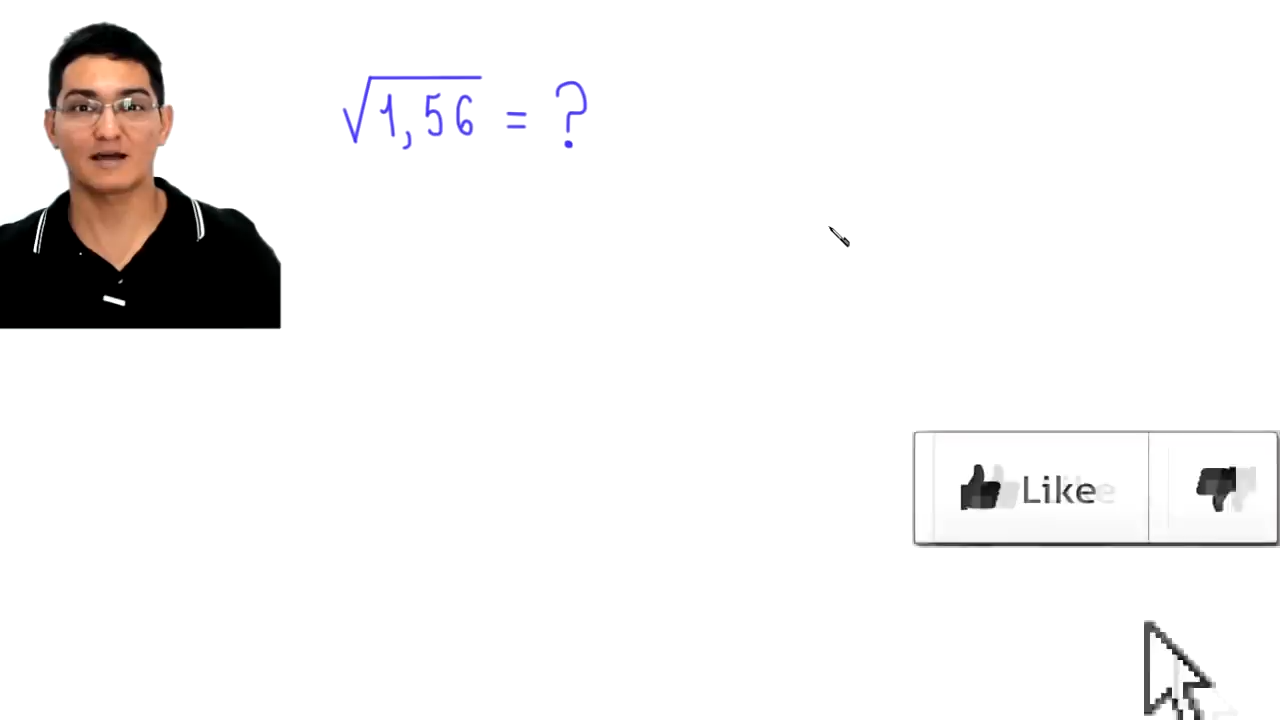 √1,56 = ?
Like